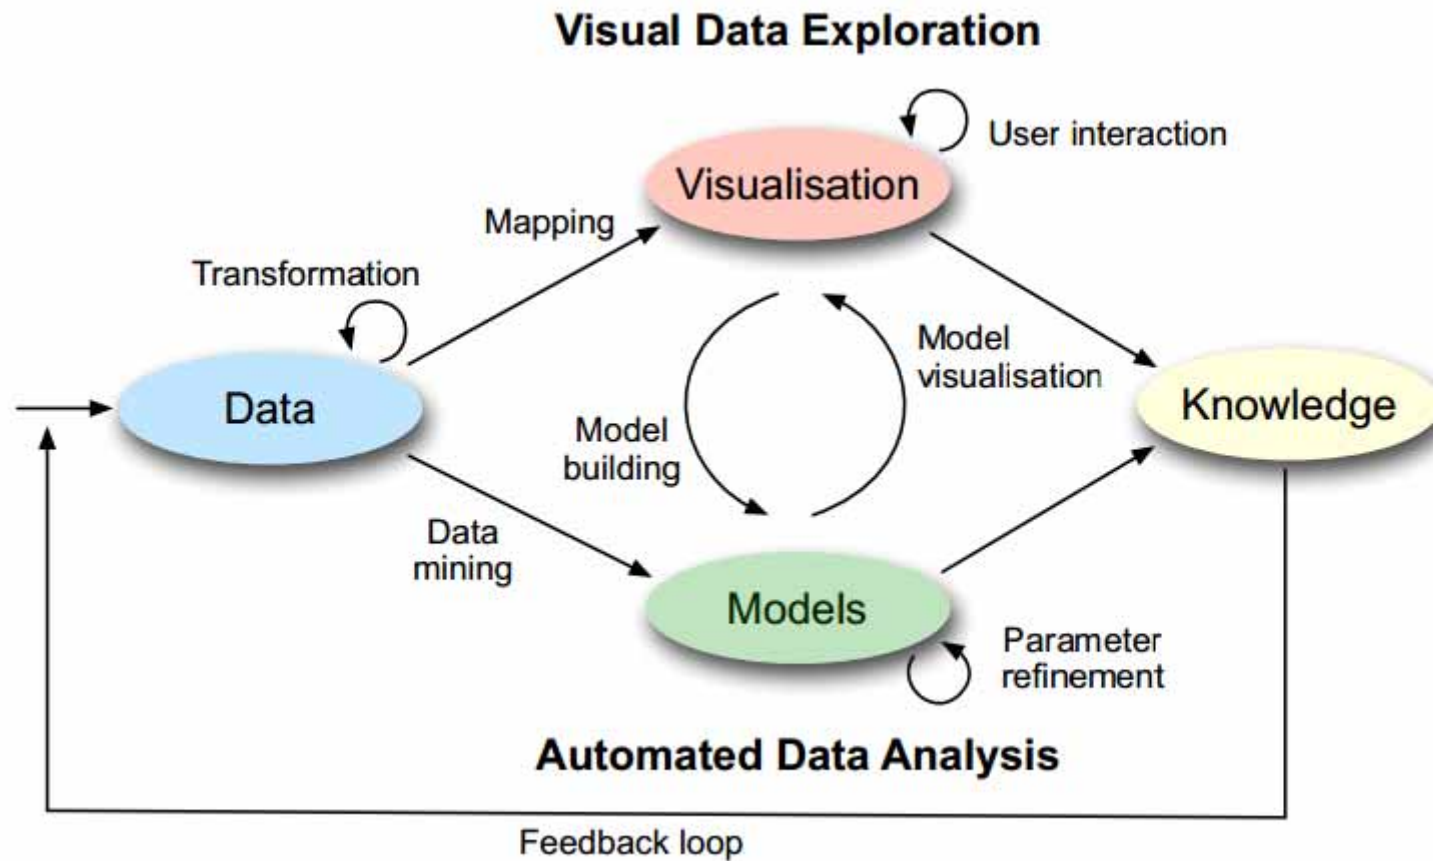 Visual Data Exploration
User interaction
Visualisation
Mapping
Transformation
Model
visualisation
Data
Knowledge
Model
building
Data
mining
Models
Parameter
refinement
Automated Data Analysis
Feedback loop